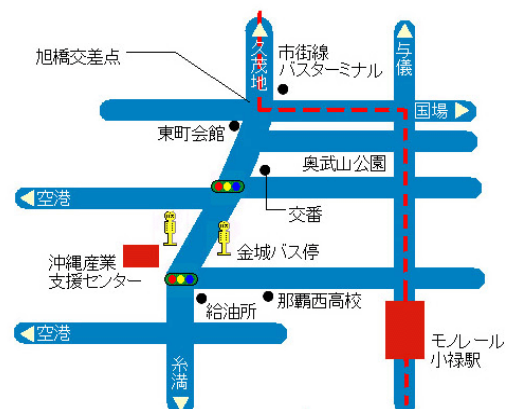 久茂地
与儀
旭橋交差点
市街線
バスターミナル
国場
東町会館
奥武山公園
空港
交番
金城バス停
沖縄産業
支援センター
給油所
那覇西高校
空港
モノレール
小禄駅
糸満